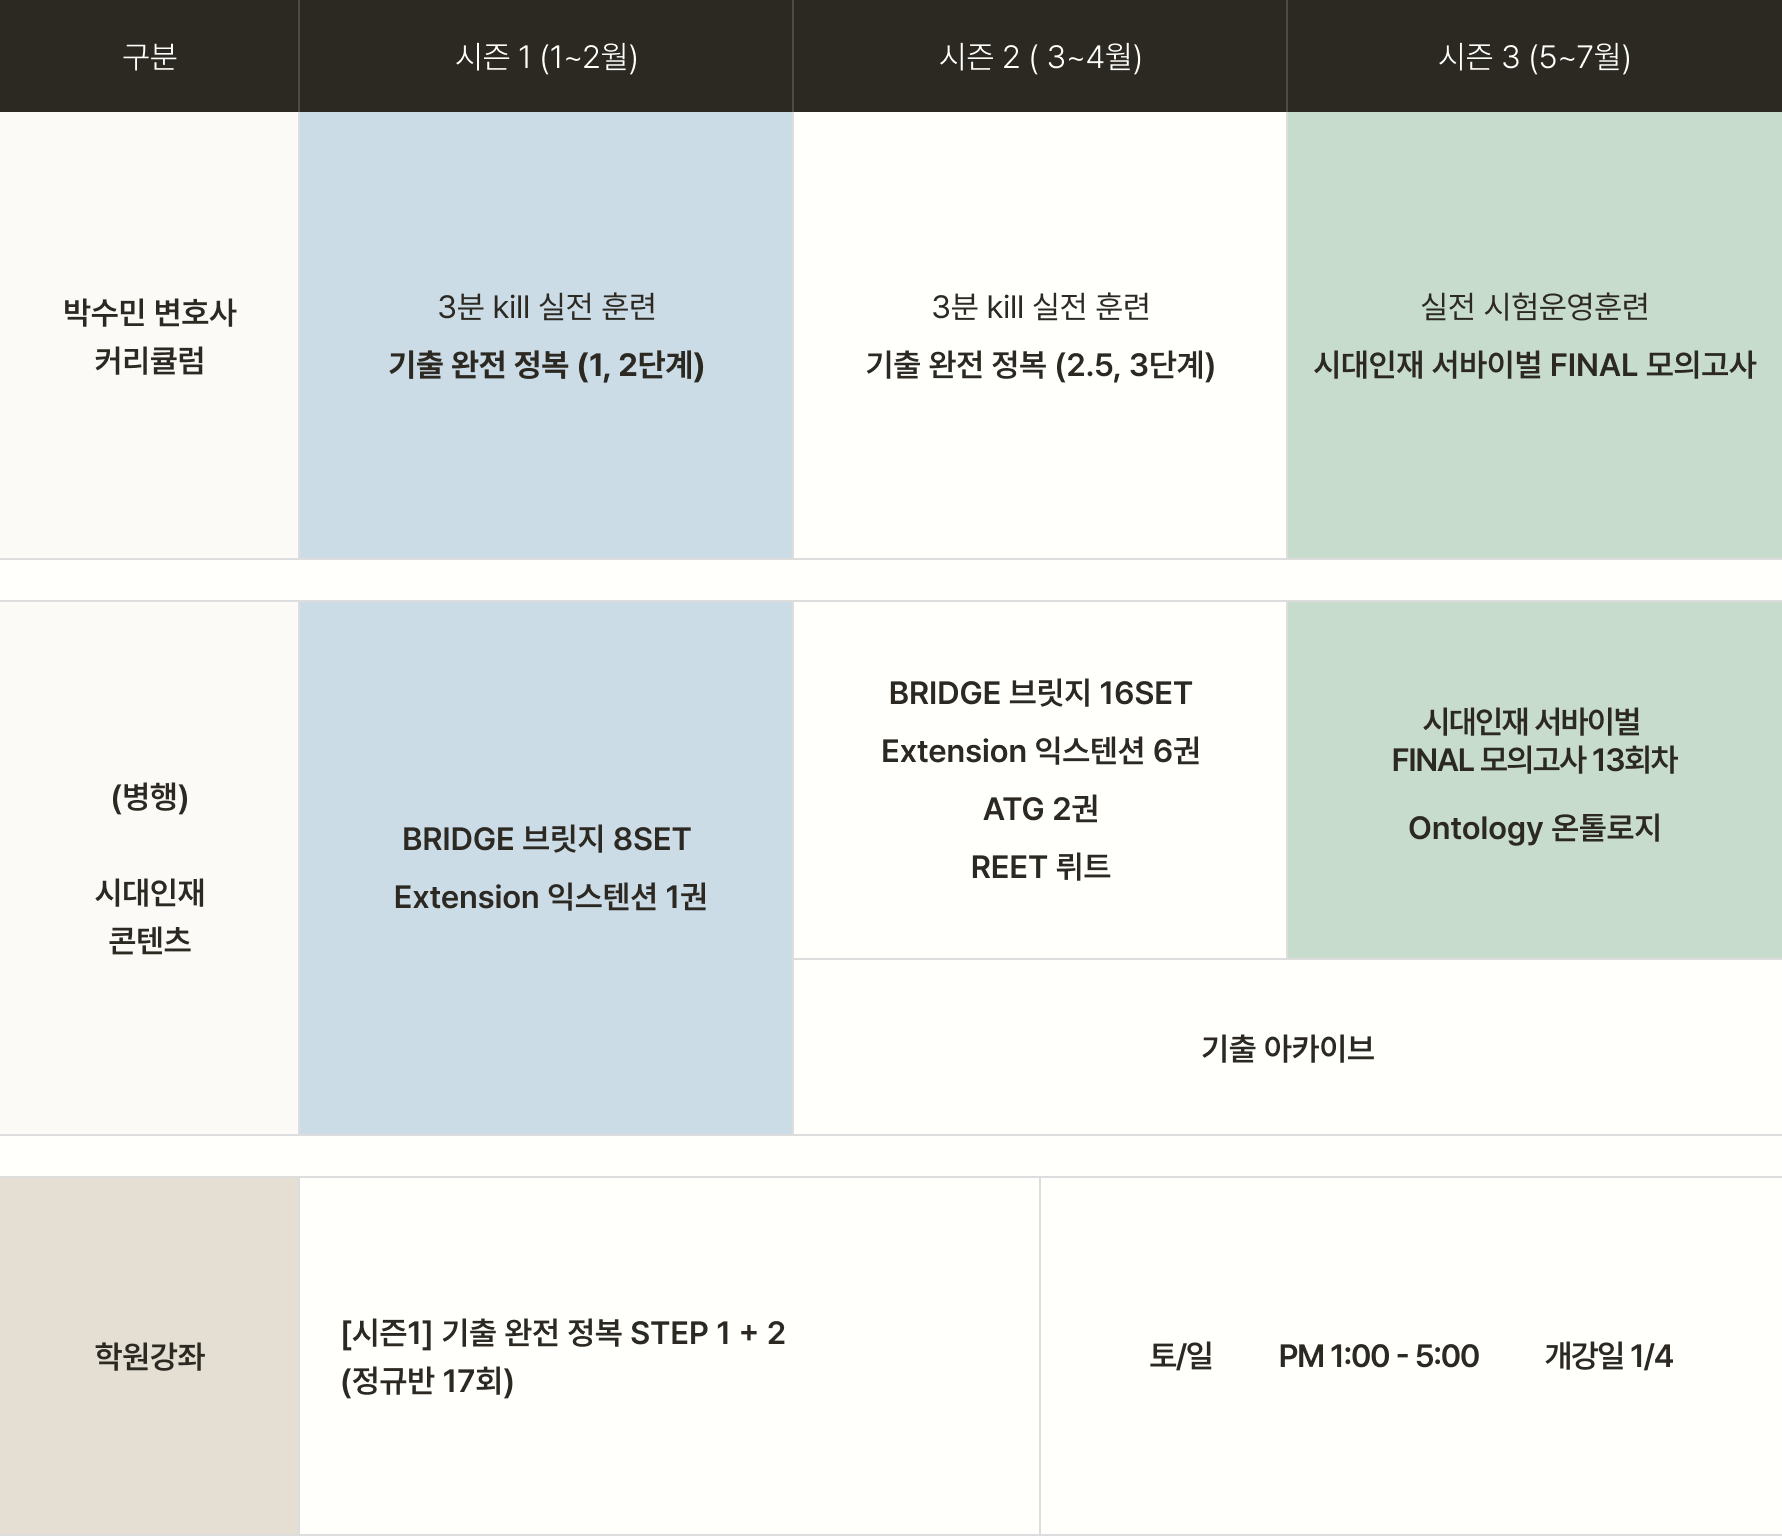 구분
시즌 1 (1~2월)
시즌 2 ( 3~4월)
시즌 3 (5~7월)
박수민 변호사
커리큘럼
3분 kill 실전 훈련
기출 완전 정복 (1, 2단계)
3분 kill 실전 훈련
기출 완전 정복 (2.5, 3단계)
실전 시험운영훈련
시대인재 서바이벌 FINAL 모의고사
(병행)
시대인재
콘텐츠
BRIDGE 브릿지 8SET
Extension 익스텐션 1권
BRIDGE 브릿지 16SET
Extension 익스텐션 6권
ATG 2권
REET 뤼트
시대인재 서바이벌
FINAL 모의고사 13회차
Ontology 온톨로지
기출 아카이브
학원강좌
[시즌1] 기출 완전 정복 STEP 1 + 2
(정규반 17회)
토/일
PM 1:00 - 5:00
개강일 1/4